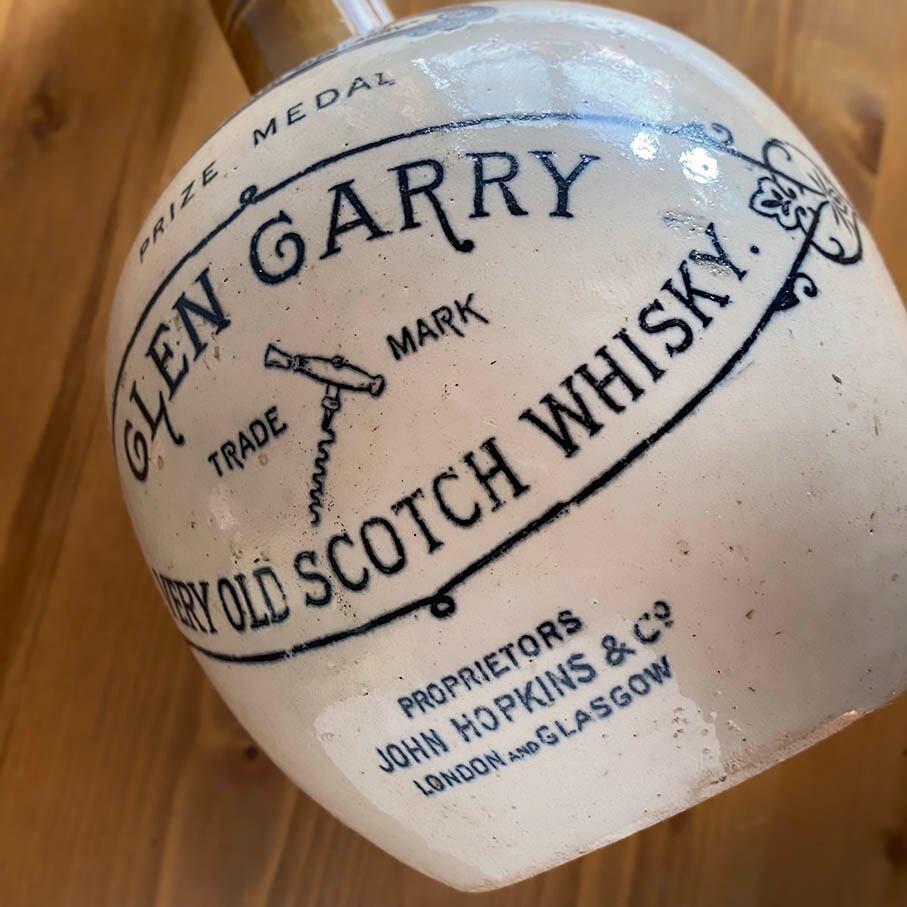 PRIZE MEDAL
GLEN GARRY
TRADE MARK
VERY OLD SCOTCH WHISKY.
PROPRIETORS
JOHN HOPKINS & Cº
LONDON AND GLASGOW